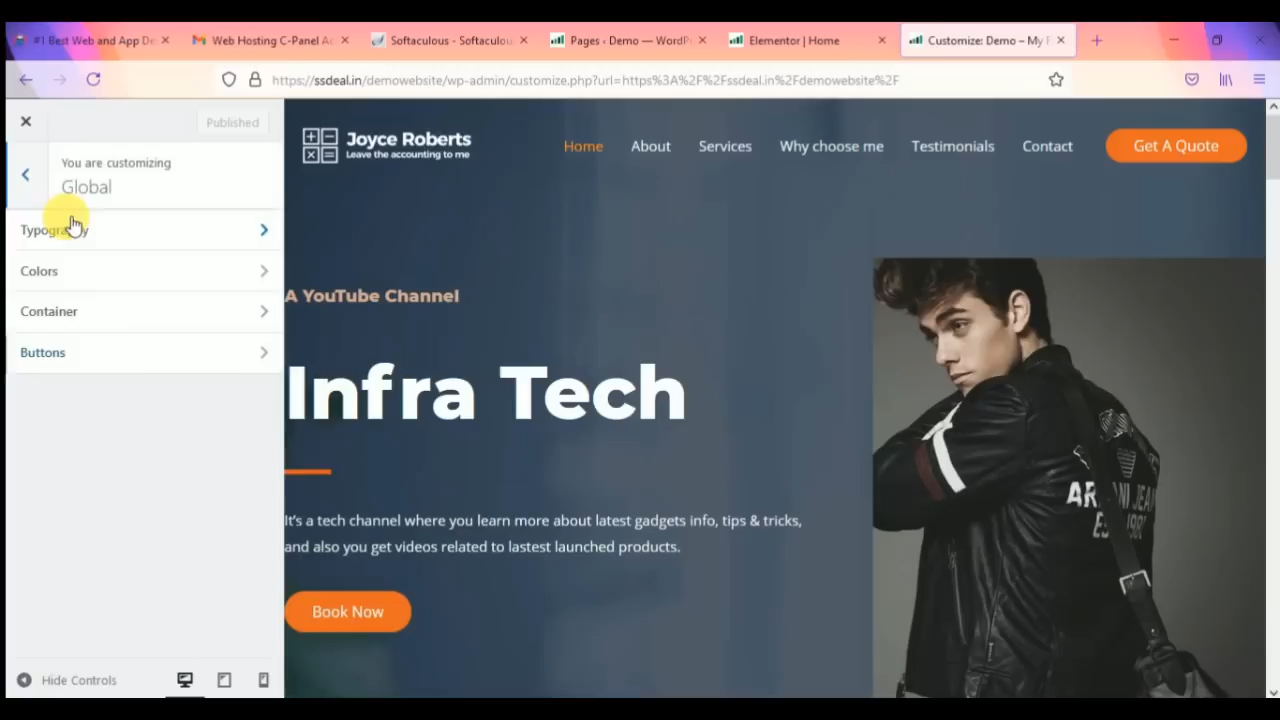 #1 Best Web and App De
Web Hosting C-Panel Ac
Softaculous - Softaculou
Pages ‹ Demo — WordPr
Elementor | Home
Customize: Demo – My F
https://ssdeal.in/demowebsite/wp-admin/customize.php?url=https%3A%2F%2Fssdeal.in%2Fdemowebsite%2F
Published
You are customizing
Global
Typography
Colors
Container
Buttons
Hide Controls
Joyce Roberts
Leave the accounting to me
Home About Services Why choose me Testimonials Contact Get A Quote
A YouTube Channel
Infra Tech
It's a tech channel where you learn more about latest gadgets info, tips & tricks,
and also you get videos related to lastest launched products.
Book Now